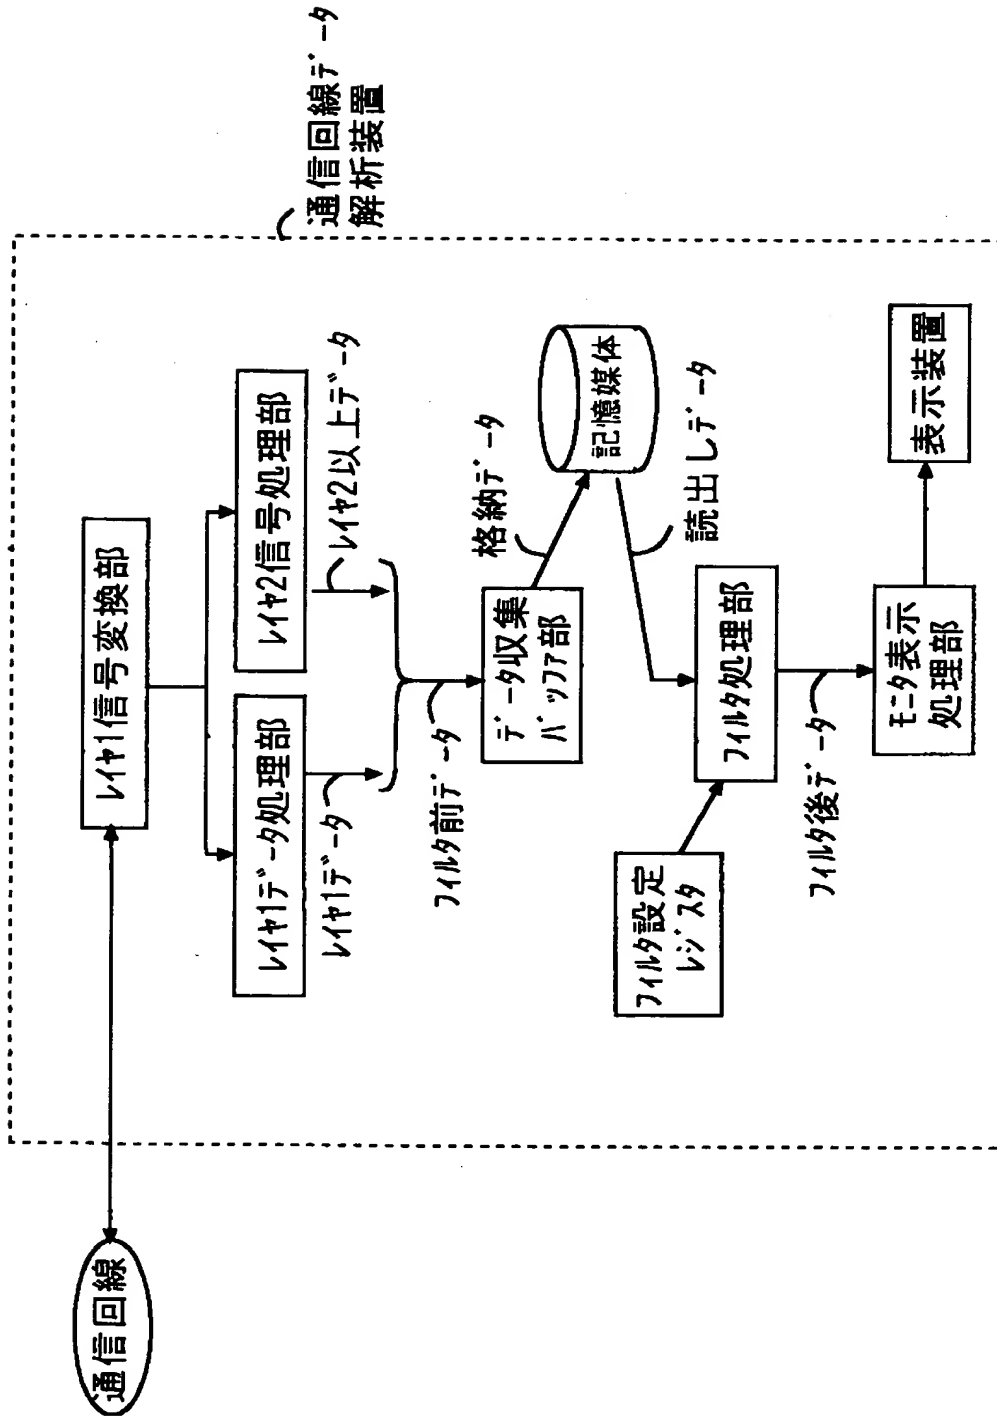 通信回線
通信回線ﾃﾞｰﾀ
解析装置
ﾚｲﾔ1信号変換部
ﾚｲﾔ1ﾃﾞｰﾀ処理部
ﾚｲﾔ2信号処理部
ﾚｲﾔ1ﾃﾞｰﾀ
ﾚｲﾔ2以上ﾃﾞｰﾀ
ﾌｨﾙﾀ前ﾃﾞｰﾀ
ﾃﾞｰﾀ収集
ﾊﾞｯﾌｧ部
格納ﾃﾞｰﾀ
記憶媒体
読出しﾃﾞｰﾀ
ﾌｨﾙﾀ設定
ﾚｼﾞｽﾀ
ﾌｨﾙﾀ処理部
ﾌｨﾙﾀ後ﾃﾞｰﾀ
ﾓﾆﾀ表示
処理部
表示装置